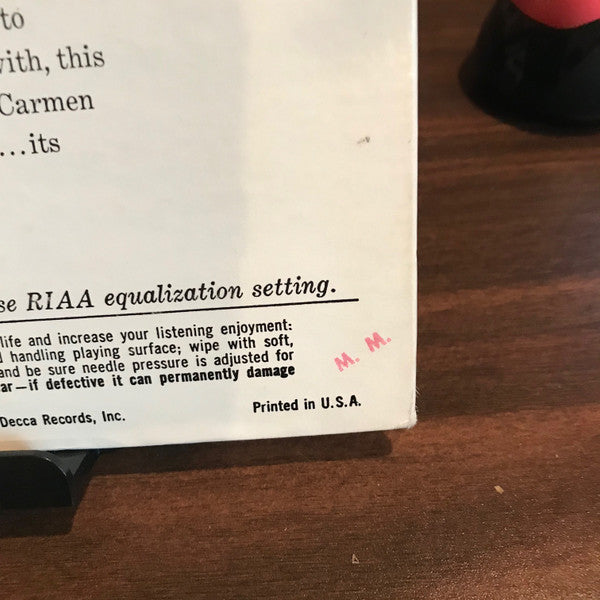 to
with, this
Carmen
...its
se RIAA equalization setting.
life and increase your listening enjoyment:
handling playing surface; wipe with soft,
and be sure needle pressure is adjusted for
ar—if defective it can permanently damage
M. M.
Decca Records, Inc.
Printed in U.S.A.